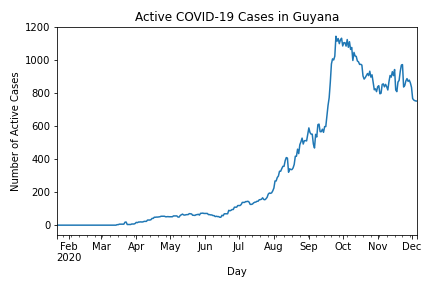 Active COVID-19 Cases in Guyana
1200
1000
800
600
400
200
0
Number of Active Cases
Feb Mar Apr May Jun Jul Aug Sep Oct Nov Dec
2020
Day